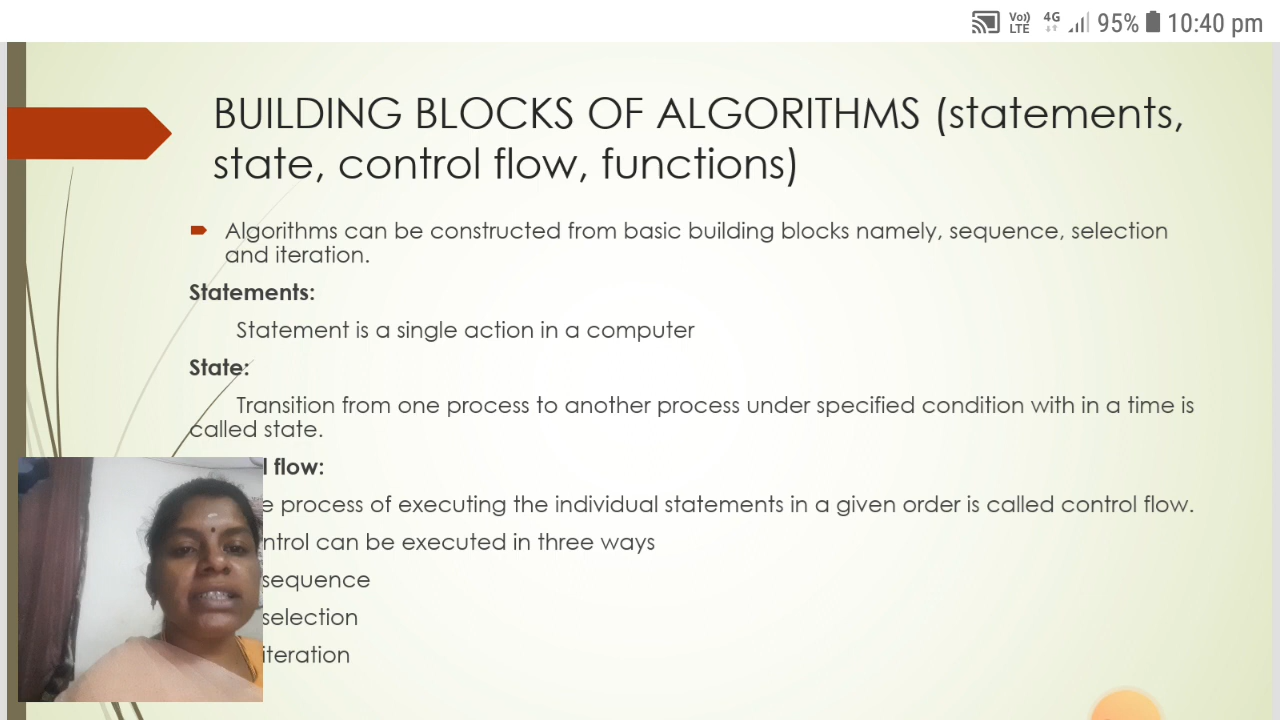 Vo)) LTE 4G 95% 10:40 pm
BUILDING BLOCKS OF ALGORITHMS (statements,
state, control flow, functions)
Algorithms can be constructed from basic building blocks namely, sequence, selection
and iteration.
Statements:
Statement is a single action in a computer
State:
Transition from one process to another process under specified condition with in a time is
called state.
l flow:
e process of executing the individual statements in a given order is called control flow.
ntrol can be executed in three ways
sequence
selection
iteration